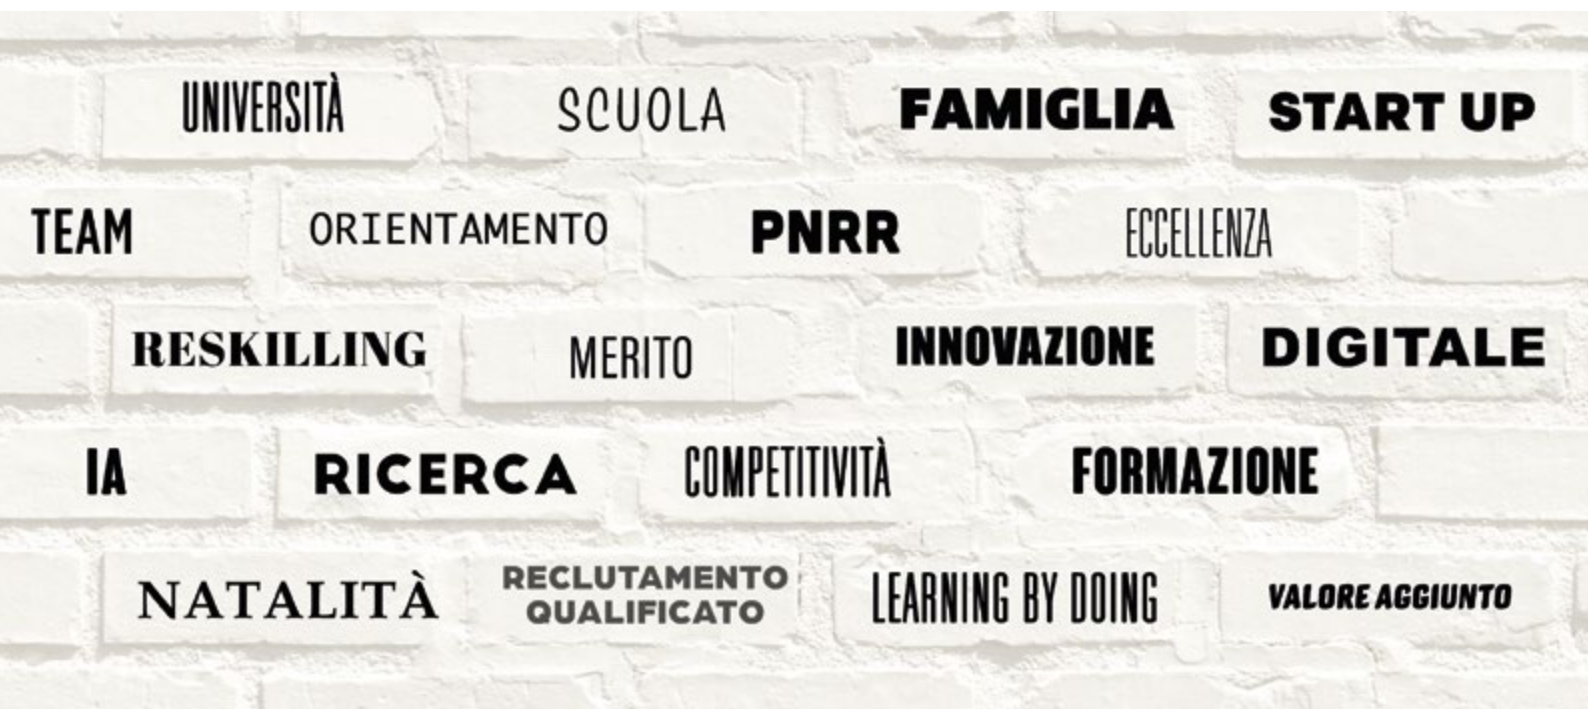 UNIVERSITÀ SCUOLA FAMIGLIA START UP
TEAM ORIENTAMENTO PNRR ECCELLENZA
RESKILLING MERITO INNOVAZIONE DIGITALE
IA RICERCA COMPETITIVITÀ FORMAZIONE
NATALITÀ RECLUTAMENTO QUALIFICATO LEARNING BY DOING VALORE AGGIUNTO